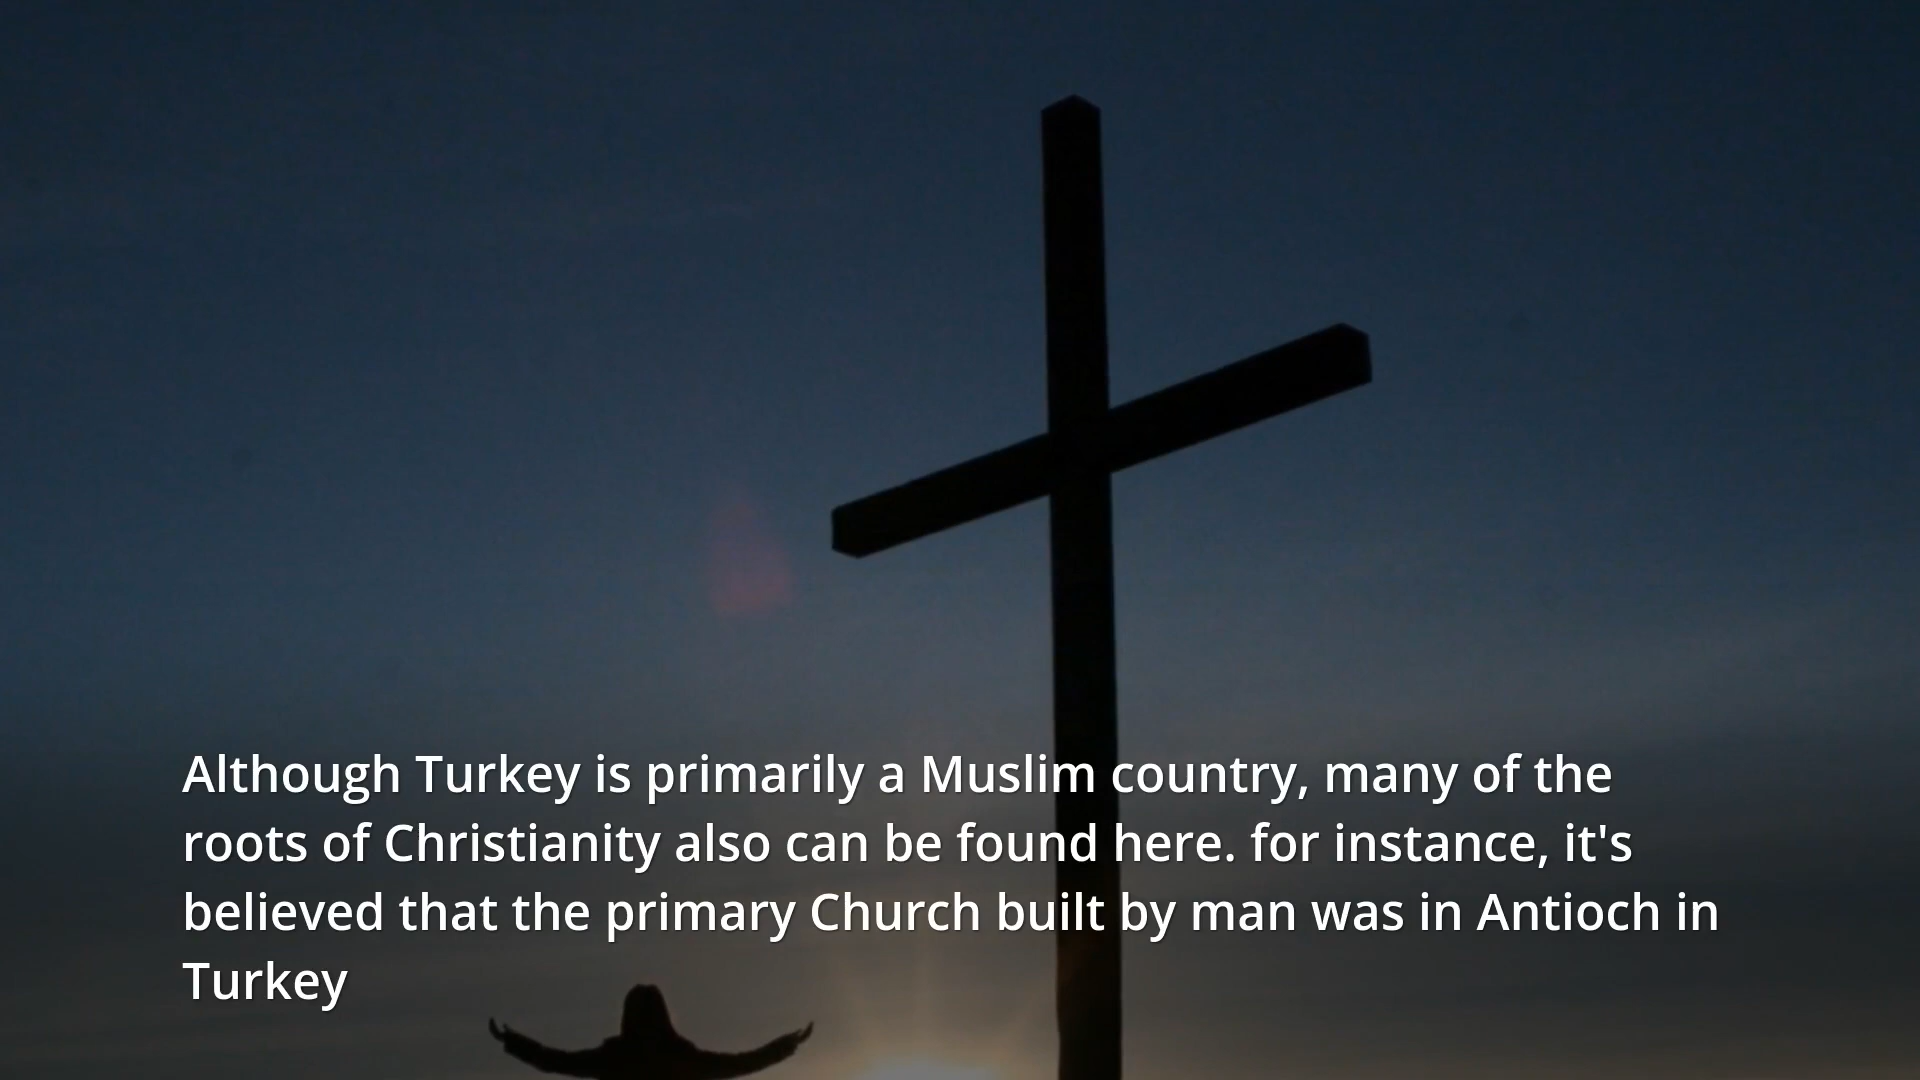 Although Turkey is primarily a Muslim country, many of the
roots of Christianity also can be found here. for instance, it's
believed that the primary Church built by man was in Antioch in
Turkey